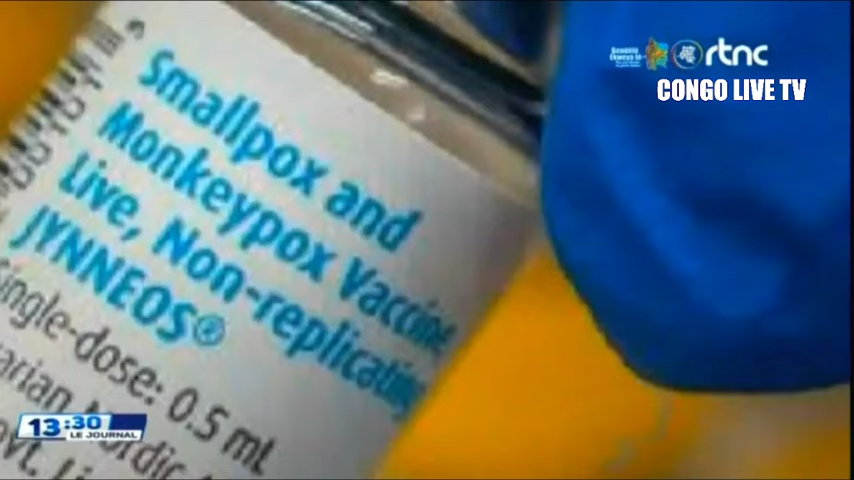 rtnc
CONGO LIVE TV
Smallpox and
Monkeypox Vaccine
Live, Non-replicating
JYNNEOS®
single-dose: 0.5 mL
13:30
LE JOURNAL